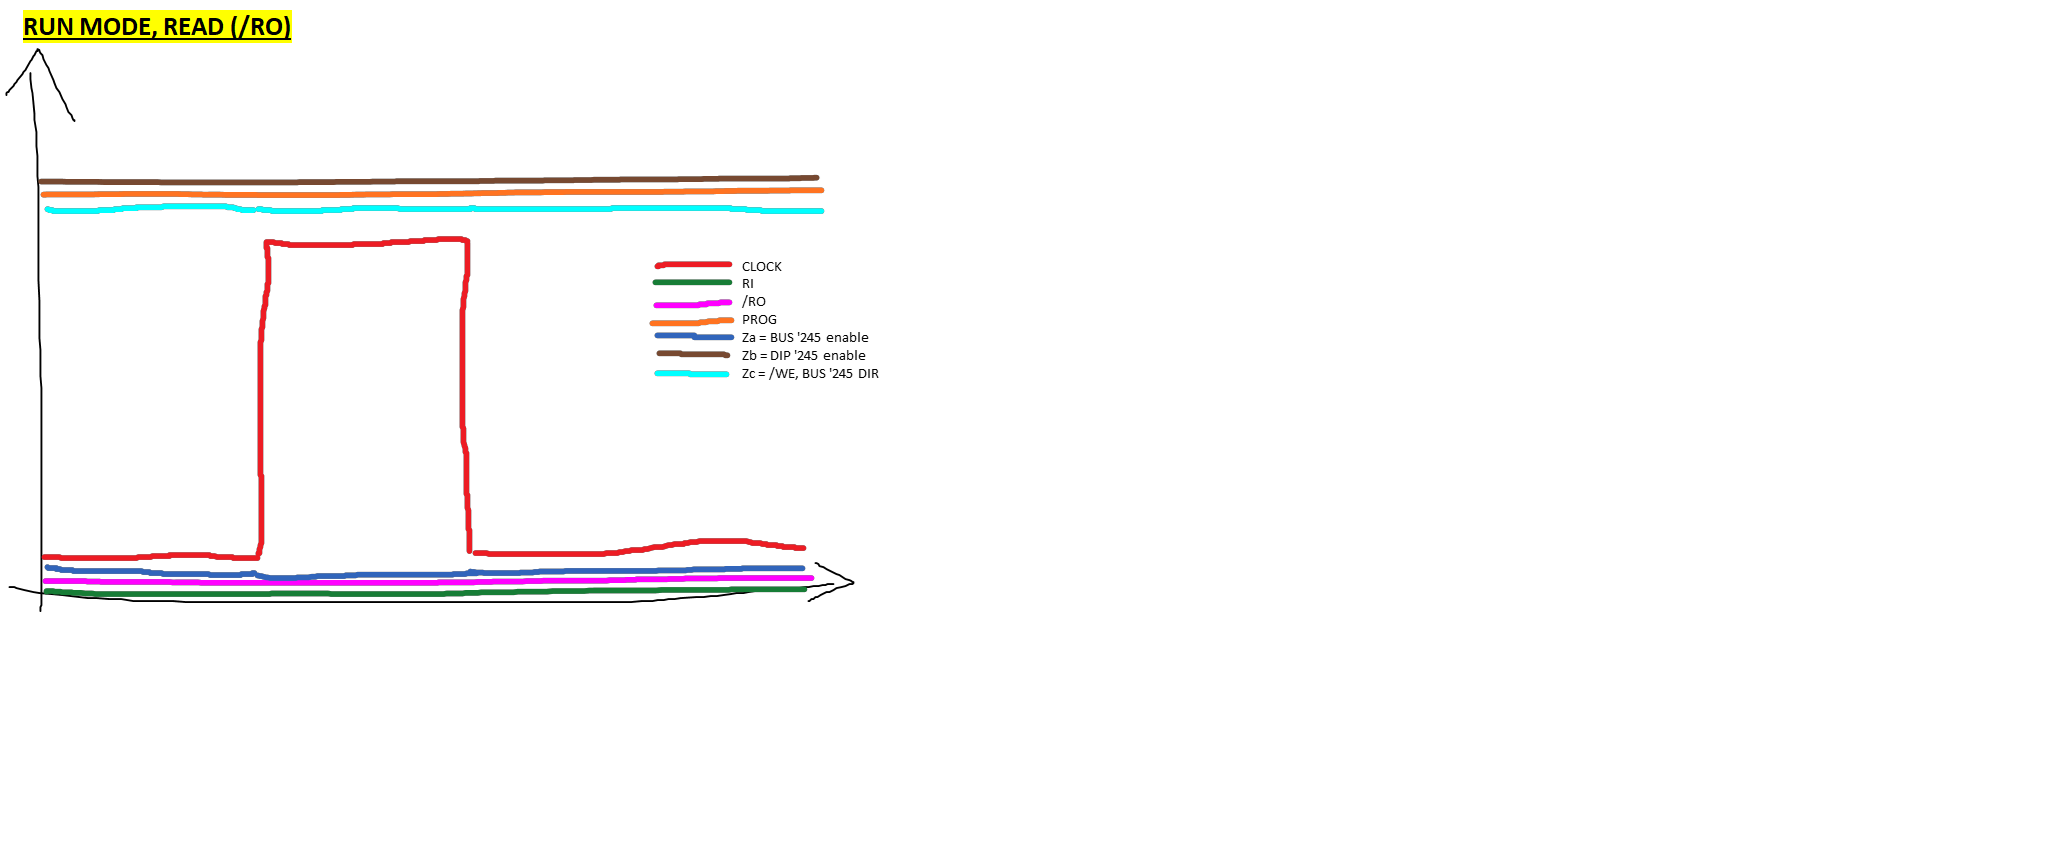 RUN MODE, READ (/RO)
CLOCK
RI
/RO
PROG
Za = BUS '245 enable
Zb = DIP '245 enable
Zc = /WE, BUS '245 DIR